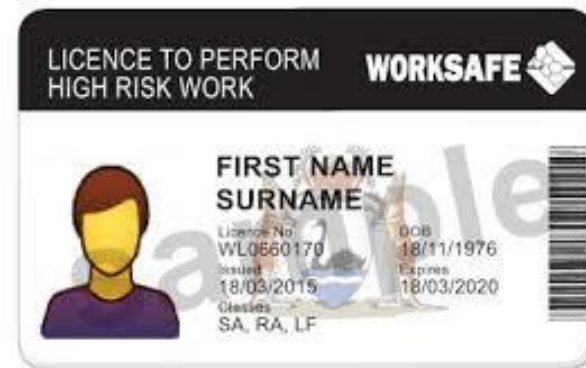 LICENCE TO PERFORM
HIGH RISK WORK
WORKSAFE
FIRST NAME
SURNAME
Licence No
WL0660170
DOB
18/11/1976
Issued
18/03/2015
Expires
18/03/2020
Classes
SA, RA, LF
sample